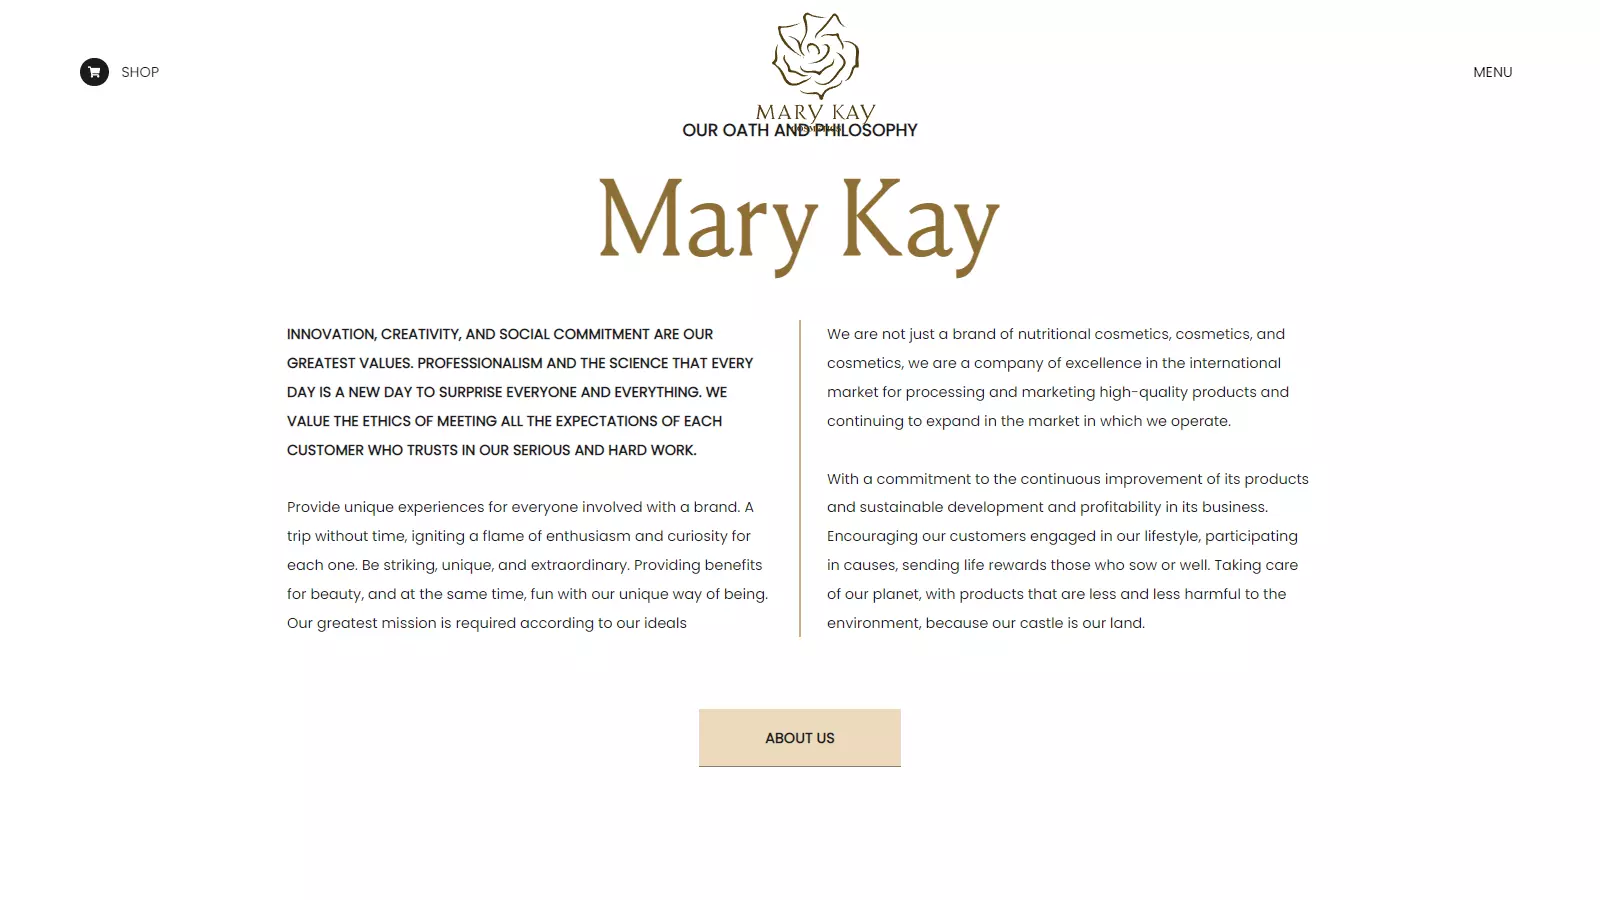 SHOP
MENU
MARY KAY
OUR OATH AND PHILOSOPHY
Mary Kay
INNOVATION, CREATIVITY, AND SOCIAL COMMITMENT ARE OUR
GREATEST VALUES. PROFESSIONALISM AND THE SCIENCE THAT EVERY
DAY IS A NEW DAY TO SURPRISE EVERYONE AND EVERYTHING. WE
VALUE THE ETHICS OF MEETING ALL THE EXPECTATIONS OF EACH
CUSTOMER WHO TRUSTS IN OUR SERIOUS AND HARD WORK.
Provide unique experiences for everyone involved with a brand. A
trip without time, igniting a flame of enthusiasm and curiosity for
each one. Be striking, unique, and extraordinary. Providing benefits
for beauty, and at the same time, fun with our unique way of being.
Our greatest mission is required according to our ideals
We are not just a brand of nutritional cosmetics, cosmetics, and
cosmetics, we are a company of excellence in the international
market for processing and marketing high-quality products and
continuing to expand in the market in which we operate.
With a commitment to the continuous improvement of its products
and sustainable development and profitability in its business.
Encouraging our customers engaged in our lifestyle, participating
in causes, sending life rewards those who sow or well. Taking care
of our planet, with products that are less and less harmful to the
environment, because our castle is our land.
ABOUT US